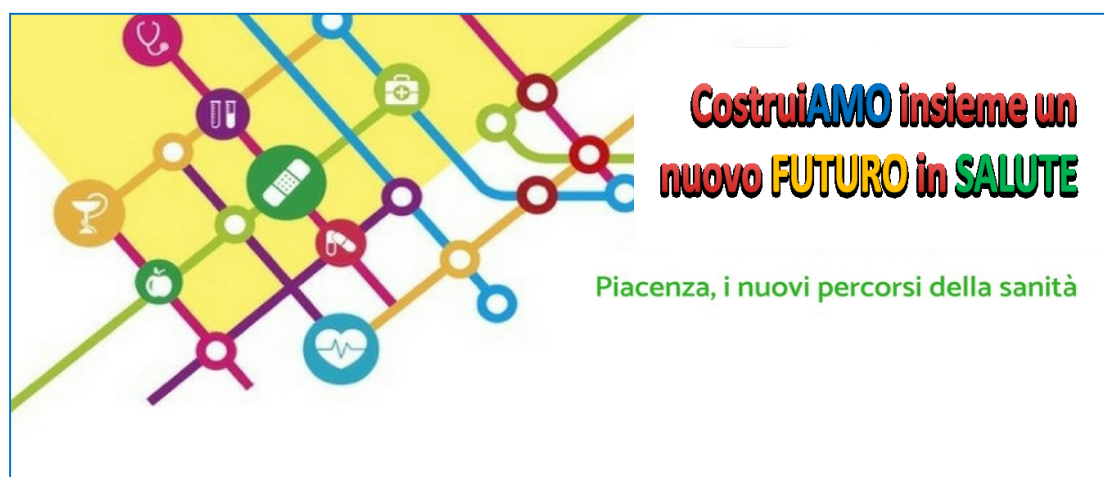 CostruiAMO insieme un
nuovo FUTURO in SALUTE
Piacenza, i nuovi percorsi della sanità